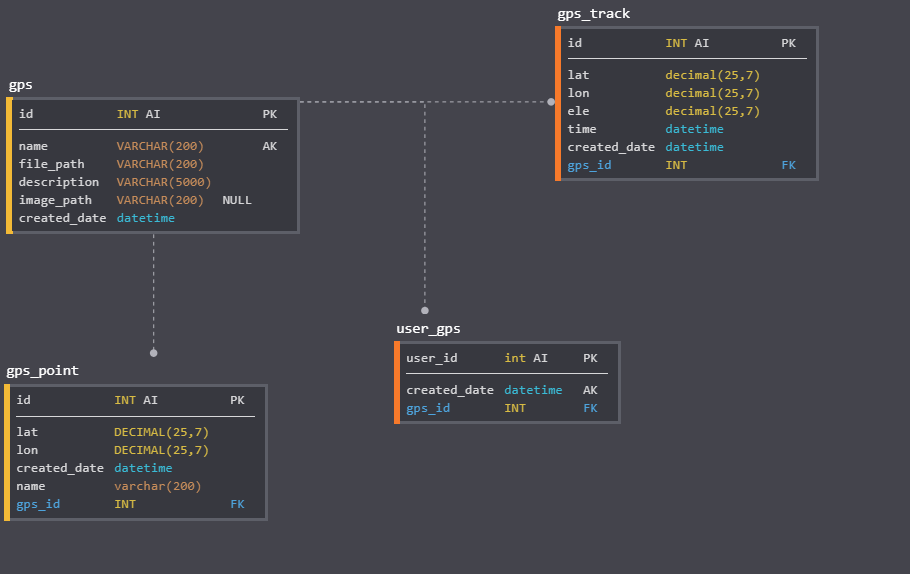 gps_track
id INT AI PK
lat decimal(25,7)
lon decimal(25,7)
ele decimal(25,7)
time datetime
created_date datetime
gps_id INT FK
gps
id INT AI PK
name VARCHAR(200) AK
file_path VARCHAR(200)
description VARCHAR(5000)
image_path VARCHAR(200) NULL
created_date datetime
user_gps
user_id int AI PK
created_date datetime AK
gps_id INT FK
gps_point
id INT AI PK
lat DECIMAL(25,7)
lon DECIMAL(25,7)
created_date datetime
name varchar(200)
gps_id INT FK